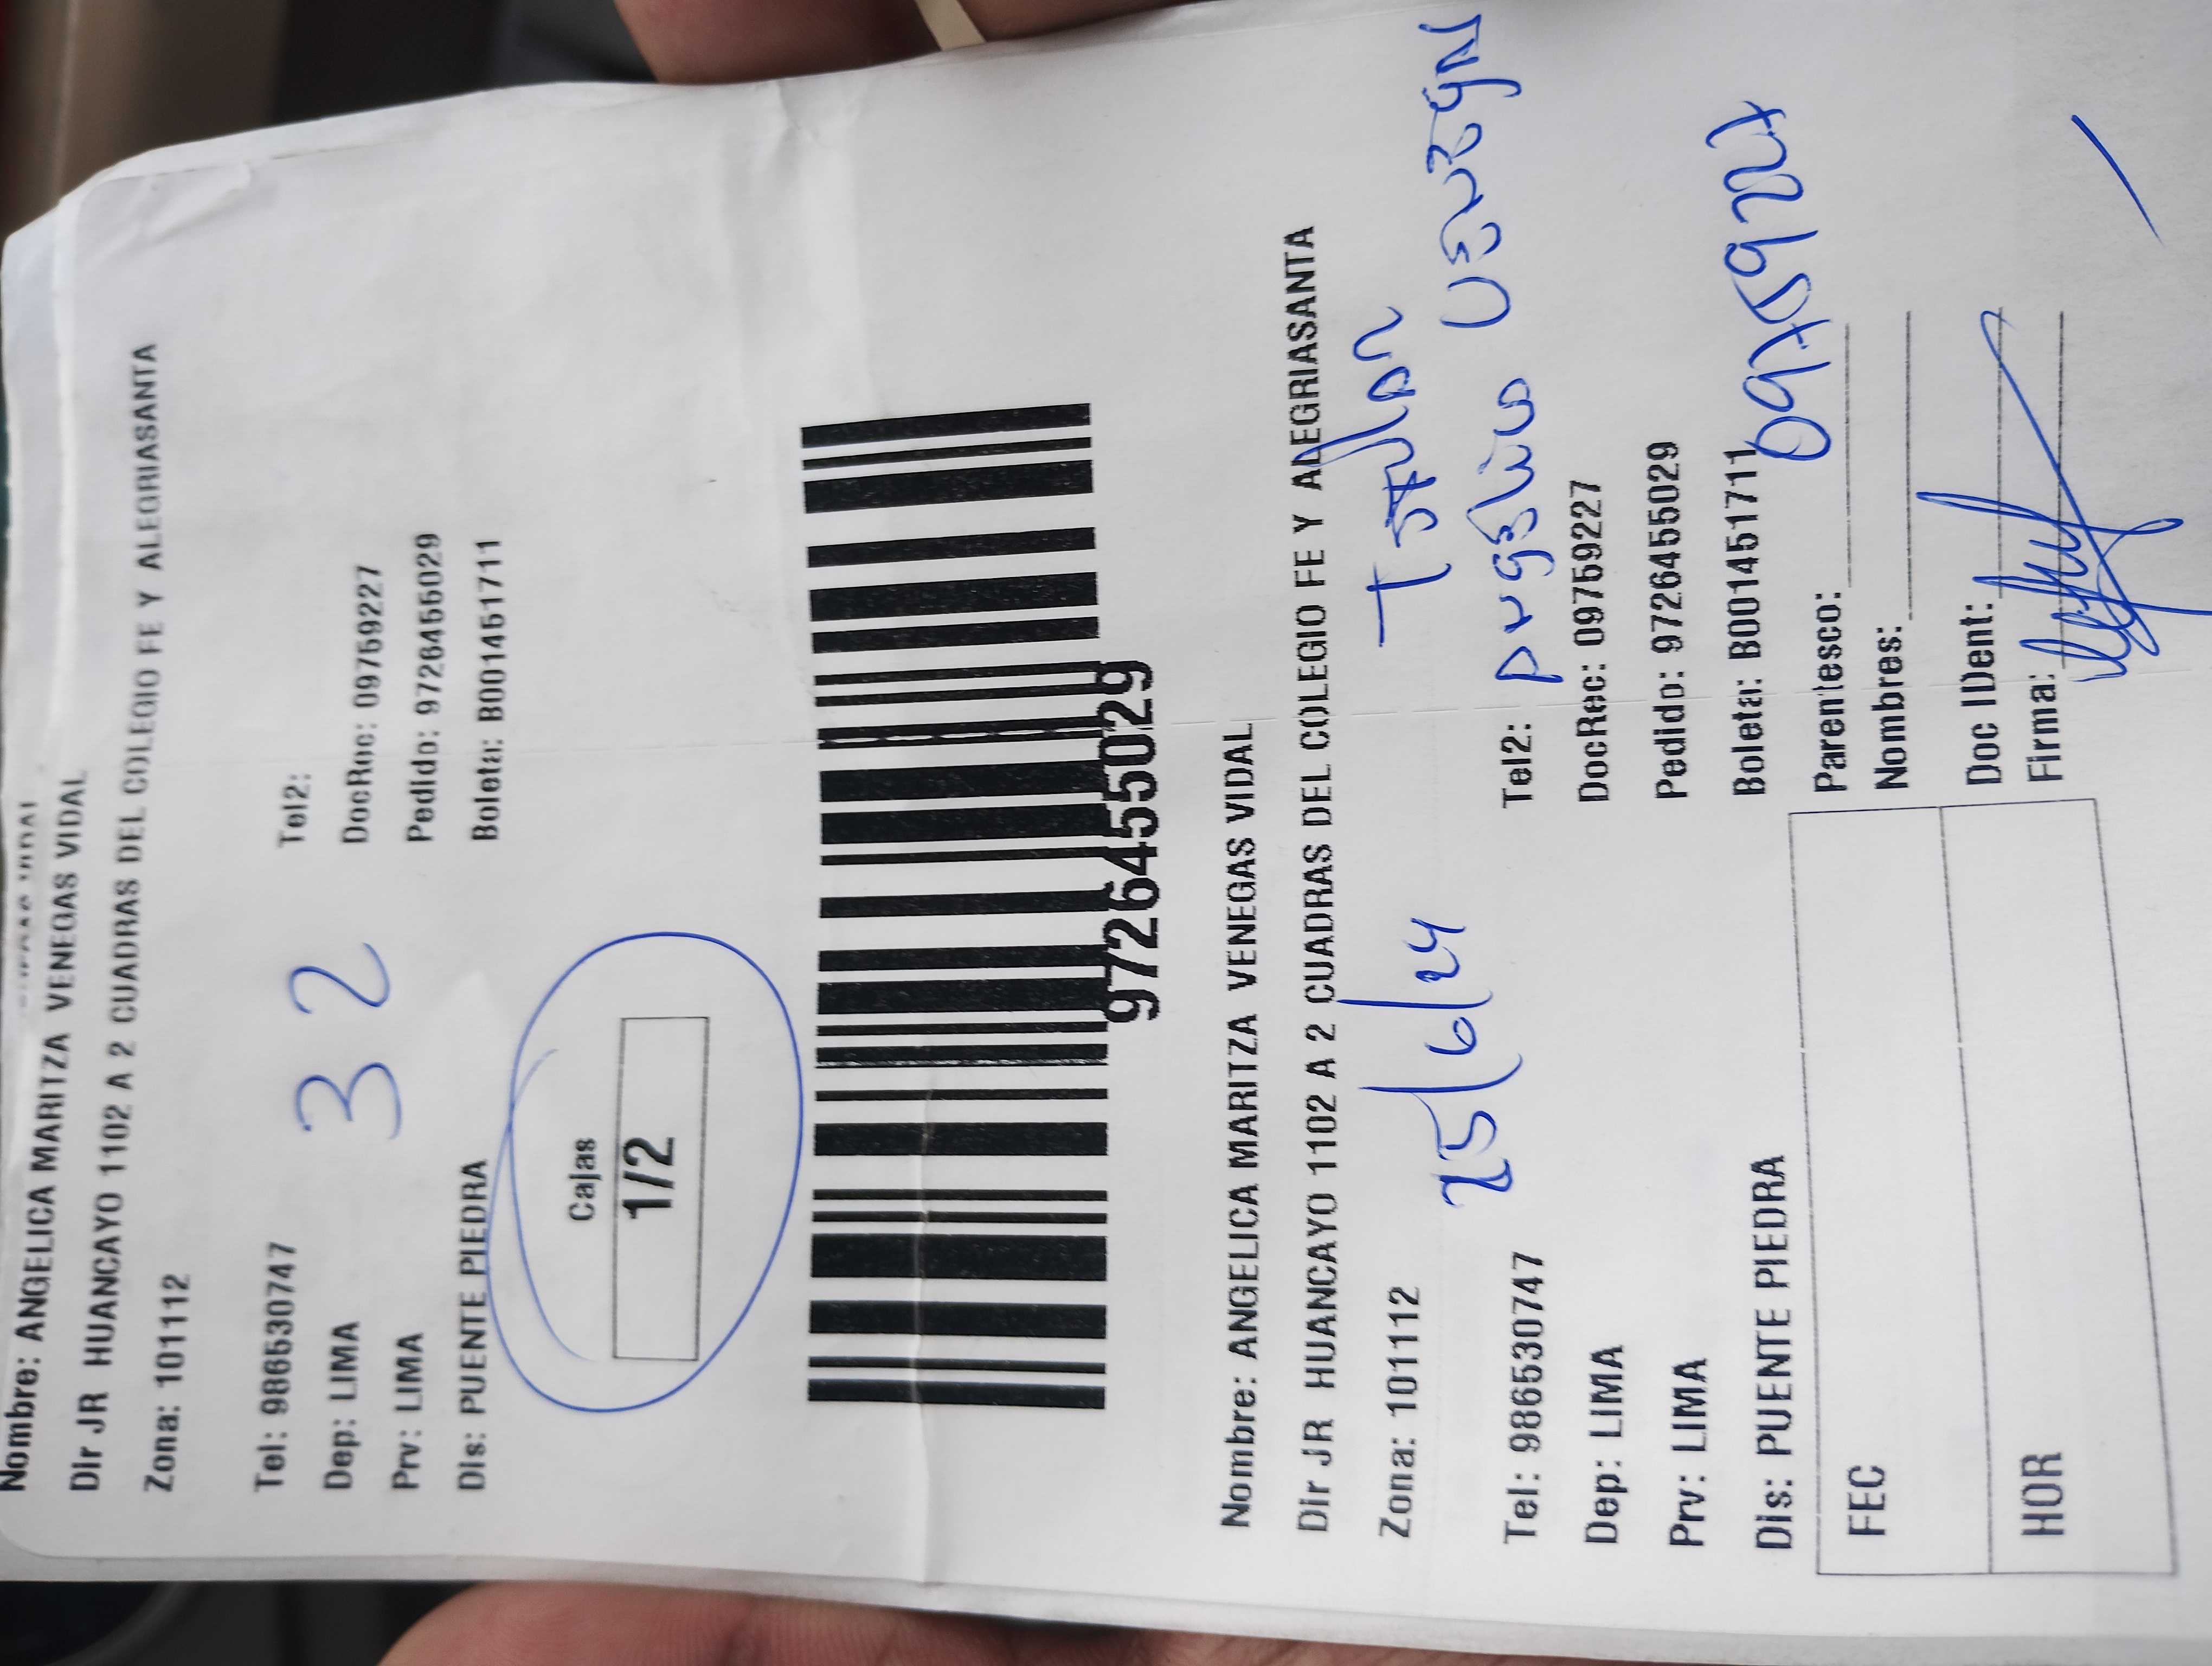 Nombre: ANGELICA MARITZA VENEGAS VIDAL
Dir JR HUANCAYO 1102 A 2 CUADRAS DEL COLEGIO FE Y ALEGRIASANTA
Zona: 101112
Tel: 986530747
Tel2:
Dep: LIMA
DocRec: 09759227
Prv: LIMA
Pedido: 9726455029
Dis: PUENTE PIEDRA
Boleta: B001451711
32
Cajas
1/2
9726455029
Nombre: ANGELICA MARITZA VENEGAS VIDAL
Dir JR HUANCAYO 1102 A 2 CUADRAS DEL COLEGIO FE Y ALEGRIASANTA
Zona: 101112
25/6/24
Titular
Tel: 986530747
Tel2:
Angelica Venegas
Dep: LIMA
DocRec: 09759227
Prv: LIMA
Pedido: 9726455029
Dis: PUENTE PIEDRA
Boleta: B001451711
09759227
FEC
Parentesco:
Nombres:
HOR
Doc IDent:
Firma: